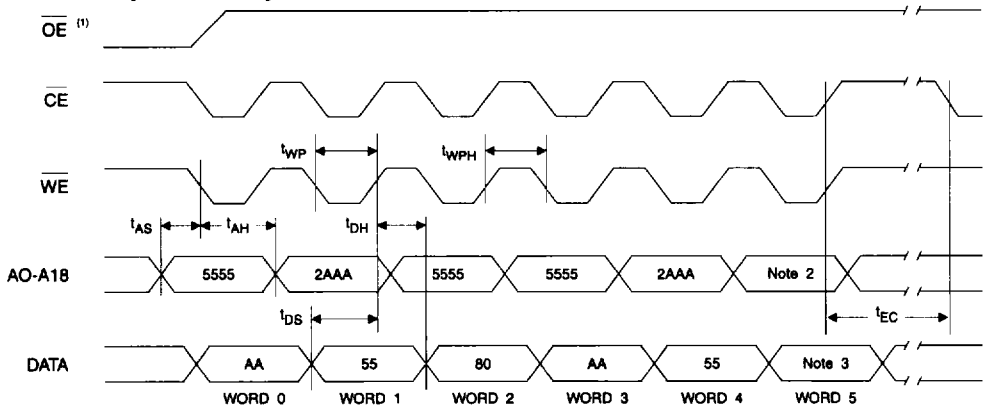 OE (1)
CE
tWP
tWPH
WE
tAS
tAH
tDH
AO-A18
5555
2AAA
5555
5555
2AAA
Note 2
tDS
tEC
DATA
AA
55
80
AA
55
Note 3
WORD 0
WORD 1
WORD 2
WORD 3
WORD 4
WORD 5